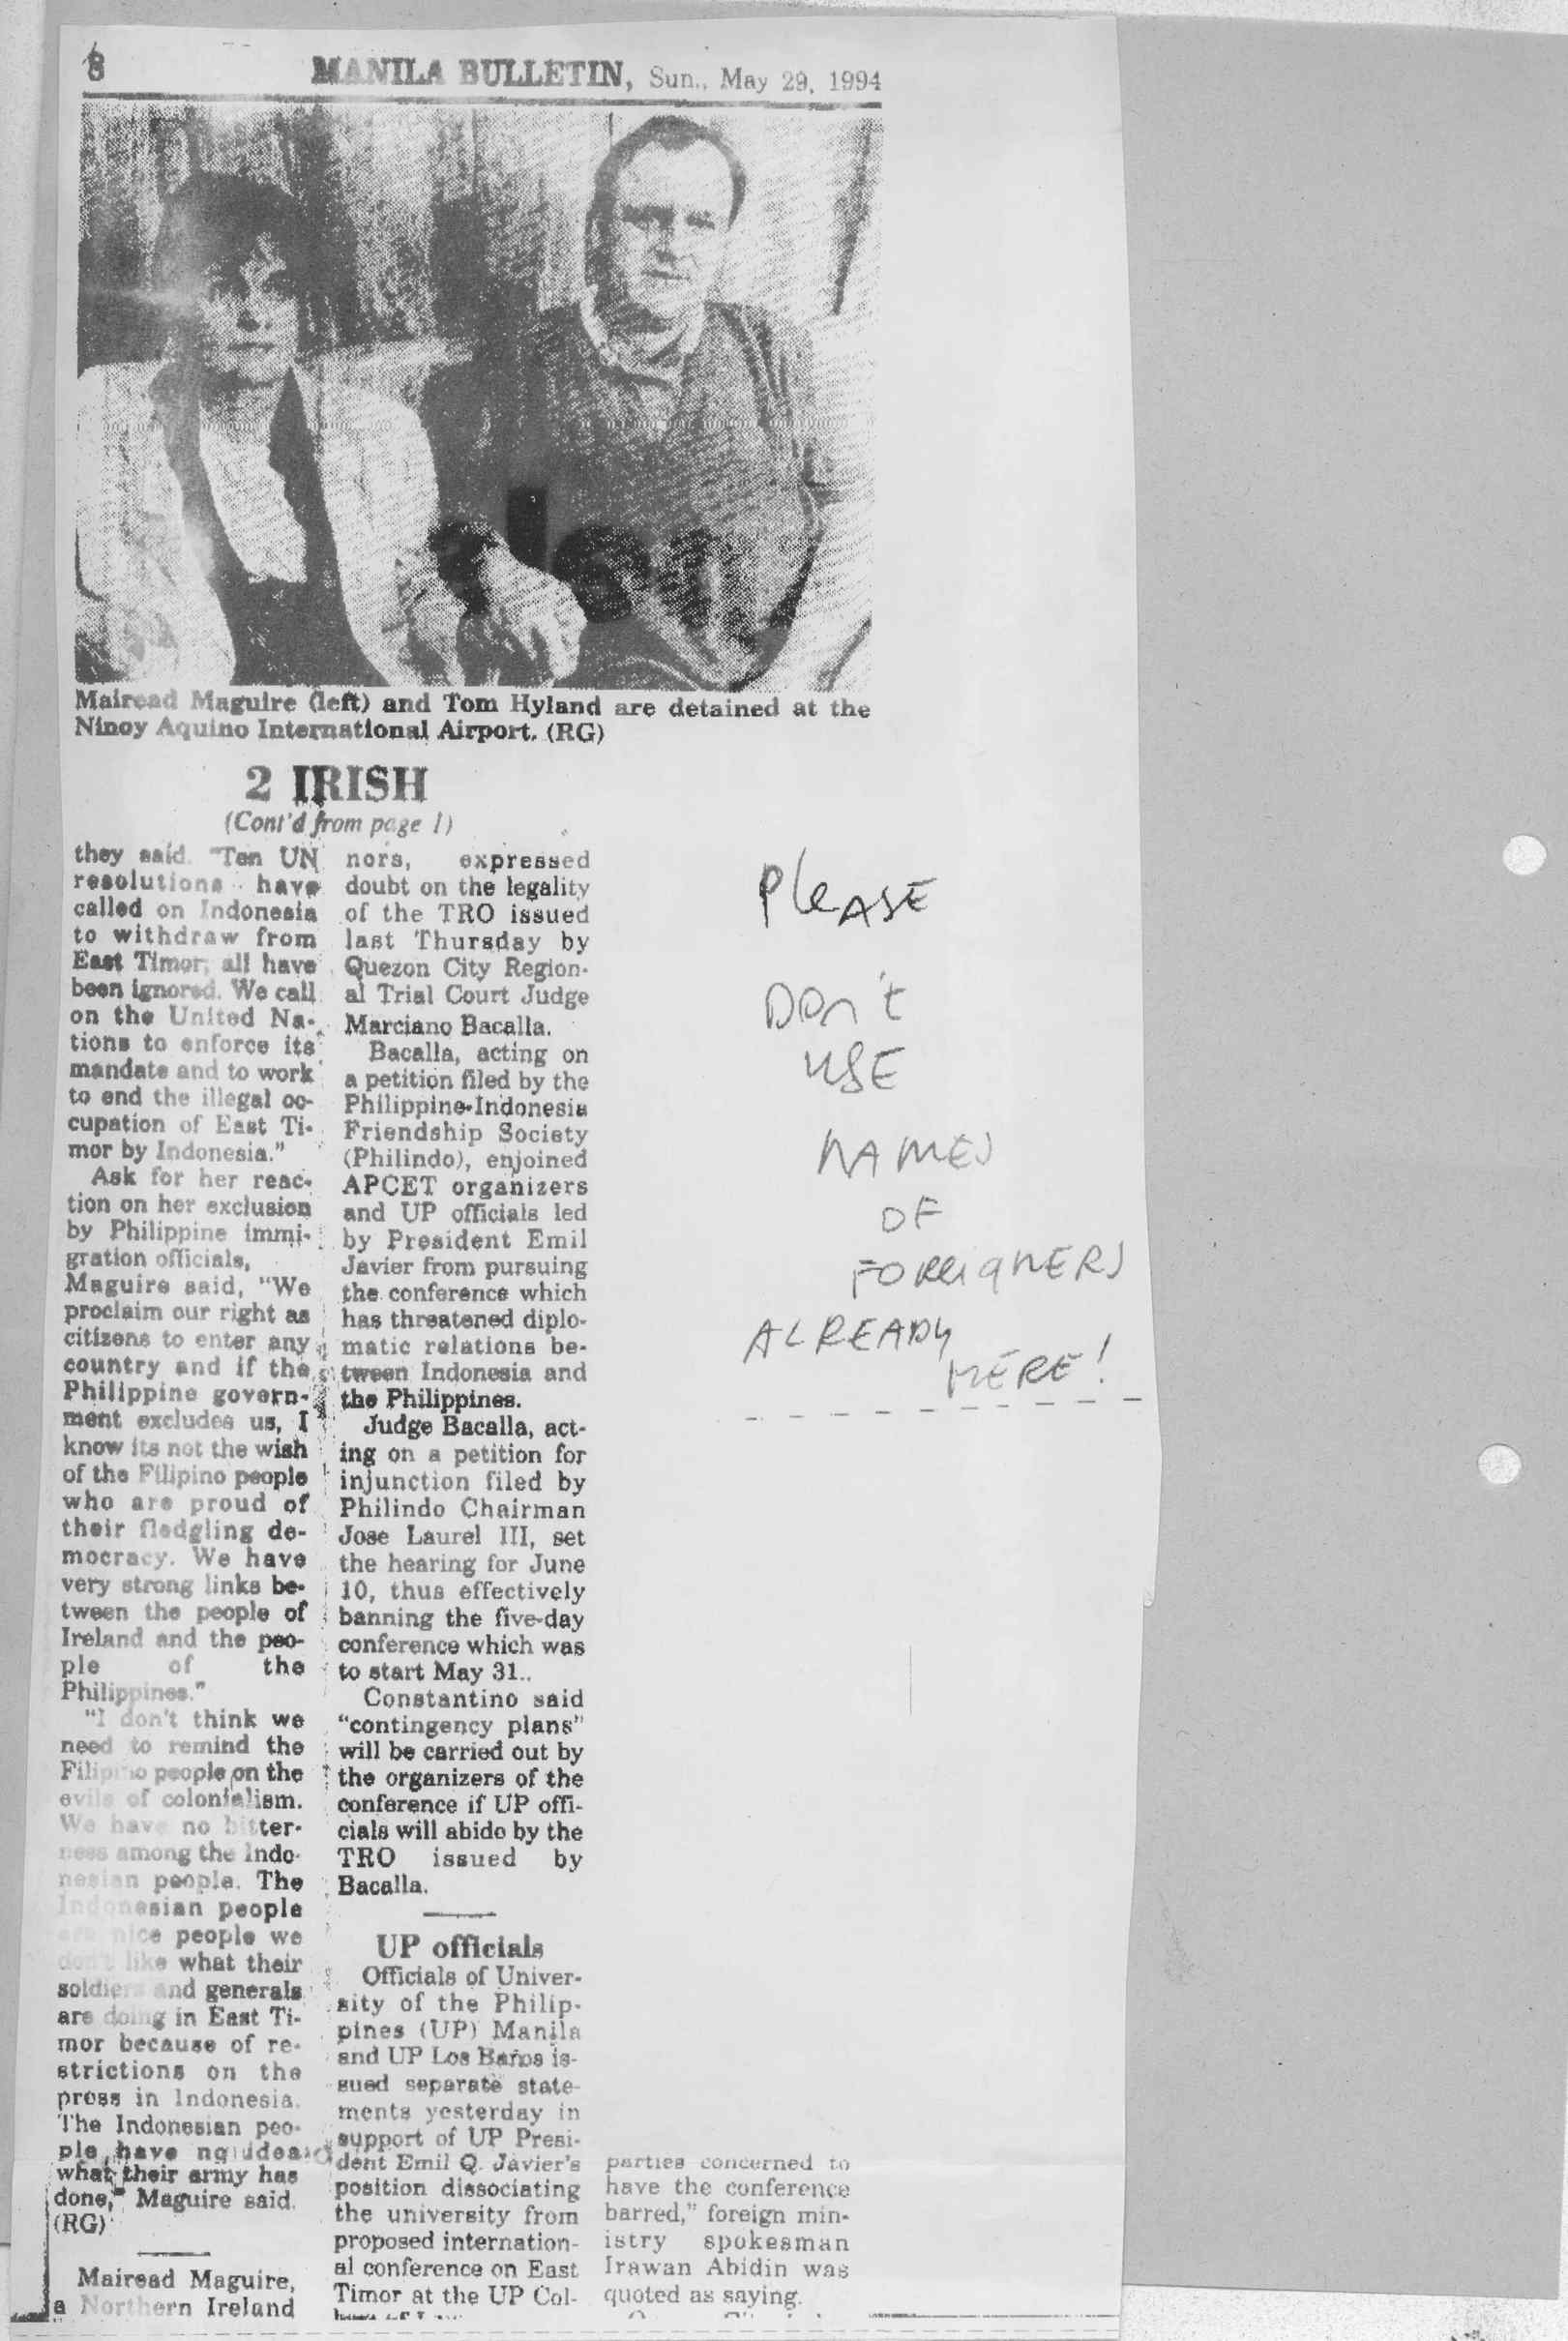 8
MANILA BULLETIN, Sun., May 29, 1994
Mairead Maguire (left) and Tom Hyland are detained at the
Ninoy Aquino International Airport. (RG)
2 IRISH
(Cont'd from page 1)
they said. "Ten UN
resolutions have
called on Indonesia
to withdraw from
East Timor; all have
been ignored. We call
on the United Na-
tions to enforce its
mandate and to work
to end the illegal oc-
cupation of East Ti-
mor by Indonesia."
Ask for her reac-
tion on her exclusion
by Philippine immi-
gration officials,
Maguire said, "We
proclaim our right as
citizens to enter any
country and if the
Philippine govern-
ment excludes us, I
know its not the wish
of the Filipino people
who are proud of
their fledgling de-
mocracy. We have
very strong links be-
tween the people of
Ireland and the peo-
ple of the
Philippines."
"I don't think we
need to remind the
Filipino people on the
evils of colonialism.
We have no bitter-
ness among the Indo-
nesian people. The
Indonesian people
are nice people we
don't like what their
soldiers and generals
are doing in East Ti-
mor because of re-
strictions on the
press in Indonesia.
The Indonesian peo-
ple have no idea
what their army has
done," Maguire said.
(RG)
Mairead Maguire,
a Northern Ireland
nors, expressed
doubt on the legality
of the TRO issued
last Thursday by
Quezon City Region-
al Trial Court Judge
Marciano Bacalla.
Bacalla, acting on
a petition filed by the
Philippine-Indonesia
Friendship Society
(Philindo), enjoined
APCET organizers
and UP officials led
by President Emil
Javier from pursuing
the conference which
has threatened diplo-
matic relations be-
tween Indonesia and
the Philippines.
Judge Bacalla, act-
ing on a petition for
injunction filed by
Philindo Chairman
Jose Laurel III, set
the hearing for June
10, thus effectively
banning the five-day
conference which was
to start May 31..
Constantino said
"contingency plans"
will be carried out by
the organizers of the
conference if UP offi-
cials will abide by the
TRO issued by
Bacalla.
UP officials
Officials of Univer-
sity of the Philip-
pines (UP) Manila
and UP Los Baños is-
sued separate state-
ments yesterday in
support of UP Presi-
dent Emil Q. Javier's
position dissociating
the university from
proposed internation-
al conference on East
Timor at the UP Col-
parties concerned to
have the conference
barred," foreign min-
istry spokesman
Irawan Abidin was
quoted as saying.
PleASE
DOn't
USE
NAMES
OF
FOReigNERS
ALREADY
HERE!